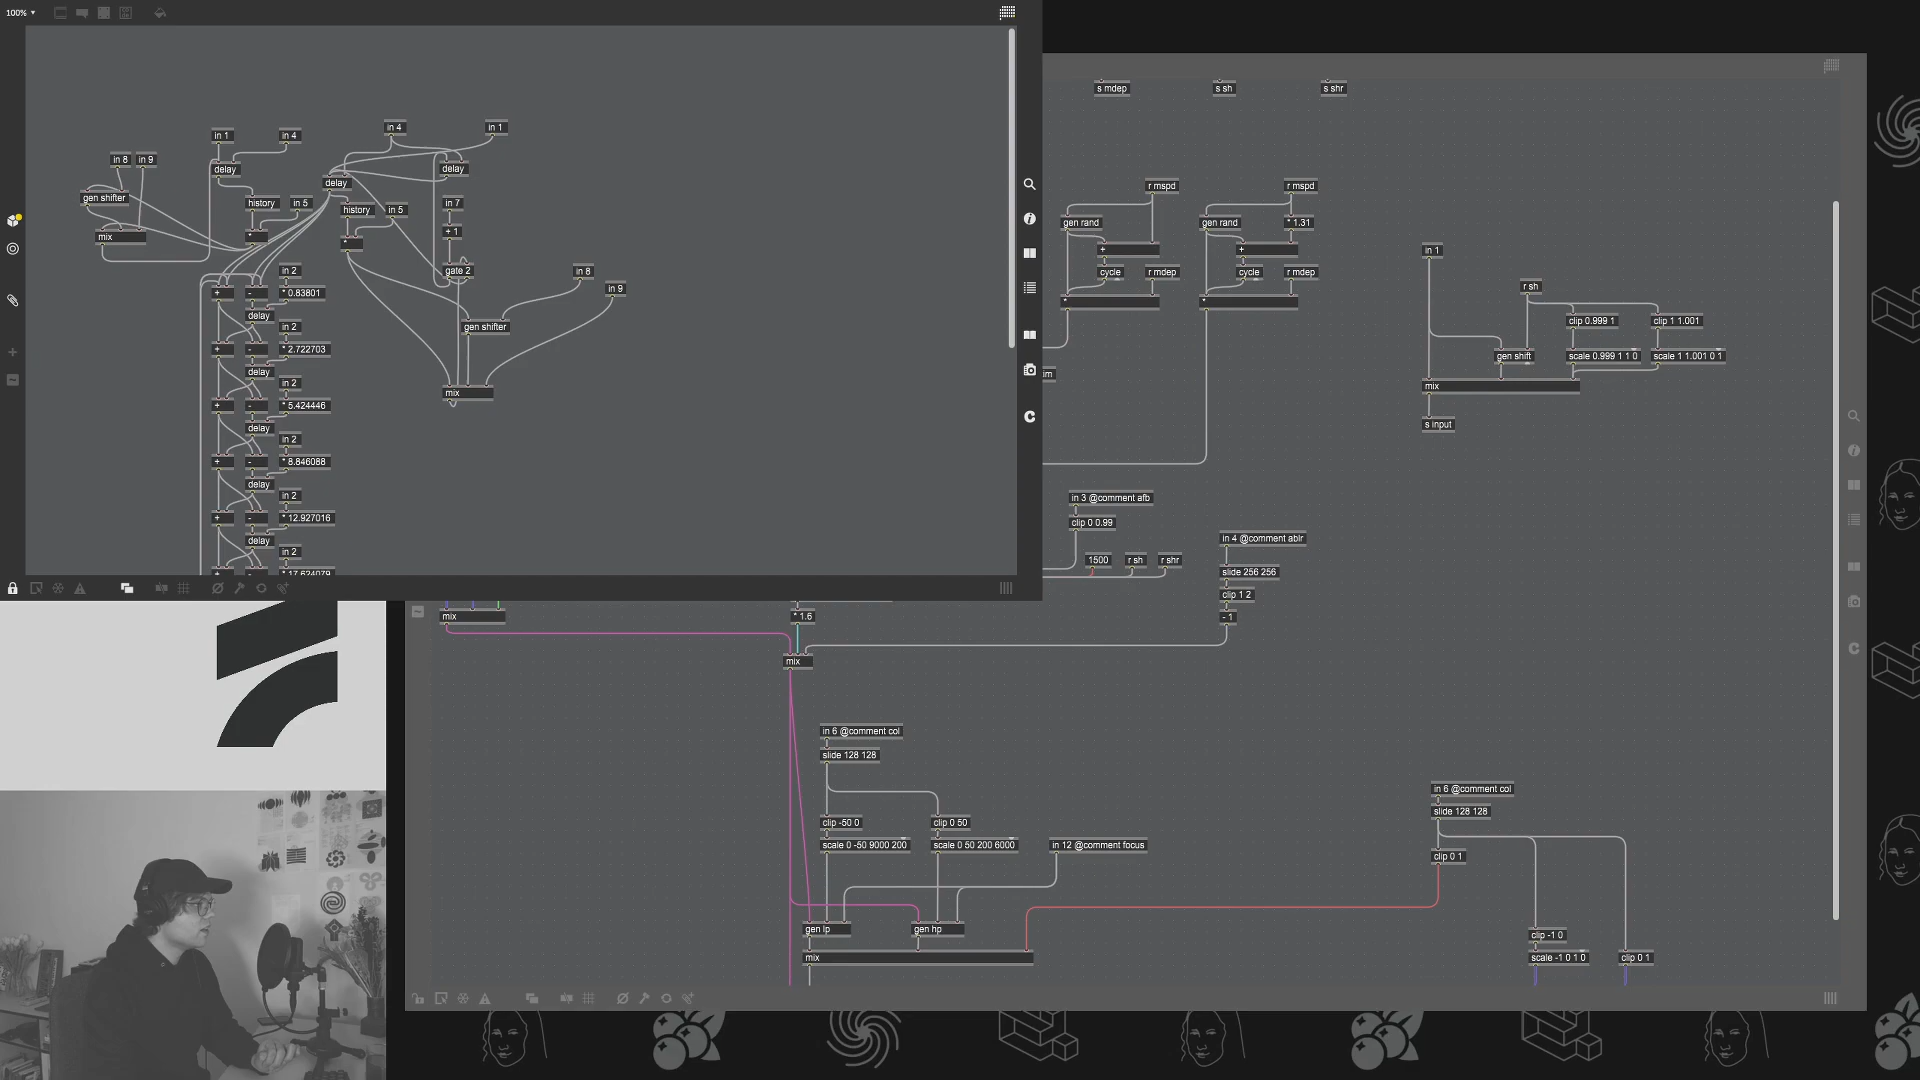 100%
in 1
in 4
in 4
in 1
in 8
in 9
delay
delay
delay
gen shifter
history
in 5
history
in 5
in 7
mix
*
*
+ 1
in 2
gate 2
in 8
in 9
+
-
* 0.83801
delay
in 2
gen shifter
+
-
* 2.722703
delay
in 2
mix
+
-
* 5.424446
delay
in 2
+
-
* 8.846088
delay
in 2
+
-
* 12.927016
delay
in 2
* 17.624079
s mdep
s sh
s shr
r mspd
r mspd
gen rand
gen rand
* 1.31
+
+
cycle
r mdep
cycle
r mdep
*
*
in 1
r sh
clip 0.999 1
clip 1 1.001
gen shift
scale 0.999 1 1 0
scale 1 1.001 0 1
mix
s input
in 3 @comment afb
clip 0 0.99
1500
r sh
r shr
in 4 @comment ablr
slide 256 256
clip 1 2
- 1
mix
* 1.6
mix
in 6 @comment col
slide 128 128
clip -50 0
clip 0 50
scale 0 -50 9000 200
scale 0 50 200 6000
in 12 @comment focus
gen lp
gen hp
mix
in 6 @comment col
slide 128 128
clip 0 1
clip -1 0
scale -1 0 1 0
clip 0 1